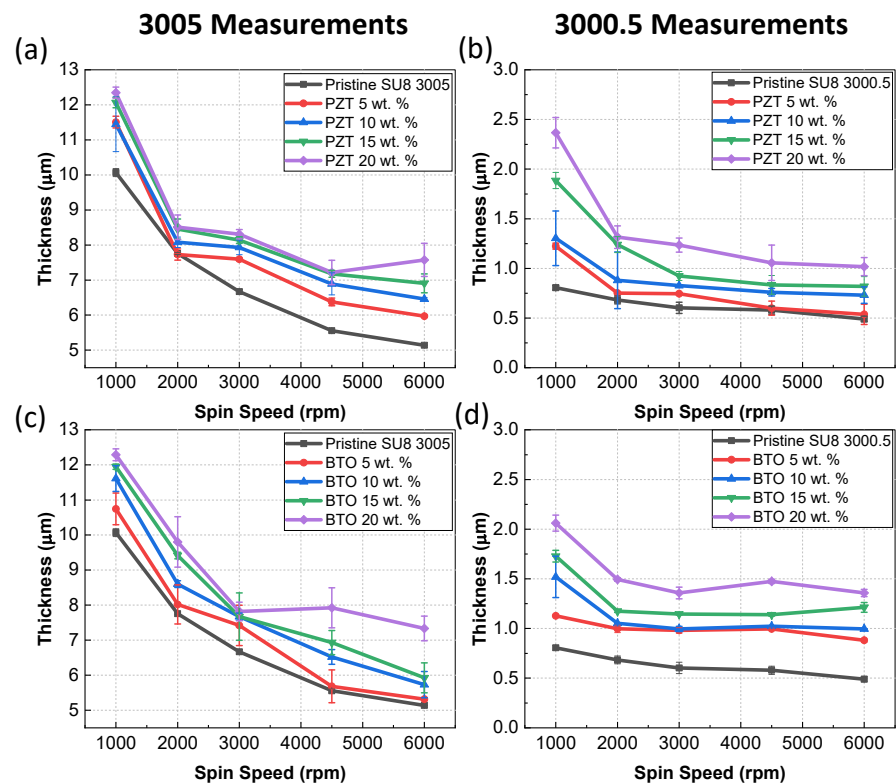 3005 Measurements
3000.5 Measurements
(a)
13
12
11
10
9
8
7
6
5
Thickness (μm)
Pristine SU8 3005
PZT 5 wt. %
PZT 10 wt. %
PZT 15 wt. %
PZT 20 wt. %
1000 2000 3000 4000 5000 6000
Spin Speed (rpm)
(b)
3.0
2.5
2.0
1.5
1.0
0.5
0.0
Thickness (μm)
Pristine SU8 3000.5
PZT 5 wt. %
PZT 10 wt. %
PZT 15 wt. %
PZT 20 wt. %
1000 2000 3000 4000 5000 6000
Spin Speed (rpm)
(c)
13
12
11
10
9
8
7
6
5
Thickness (μm)
Pristine SU8 3005
BTO 5 wt. %
BTO 10 wt. %
BTO 15 wt. %
BTO 20 wt. %
1000 2000 3000 4000 5000 6000
Spin Speed (rpm)
(d)
3.0
2.5
2.0
1.5
1.0
0.5
0.0
Thickness (μm)
Pristine SU8 3000.5
BTO 5 wt. %
BTO 10 wt. %
BTO 15 wt. %
BTO 20 wt. %
1000 2000 3000 4000 5000 6000
Spin Speed (rpm)